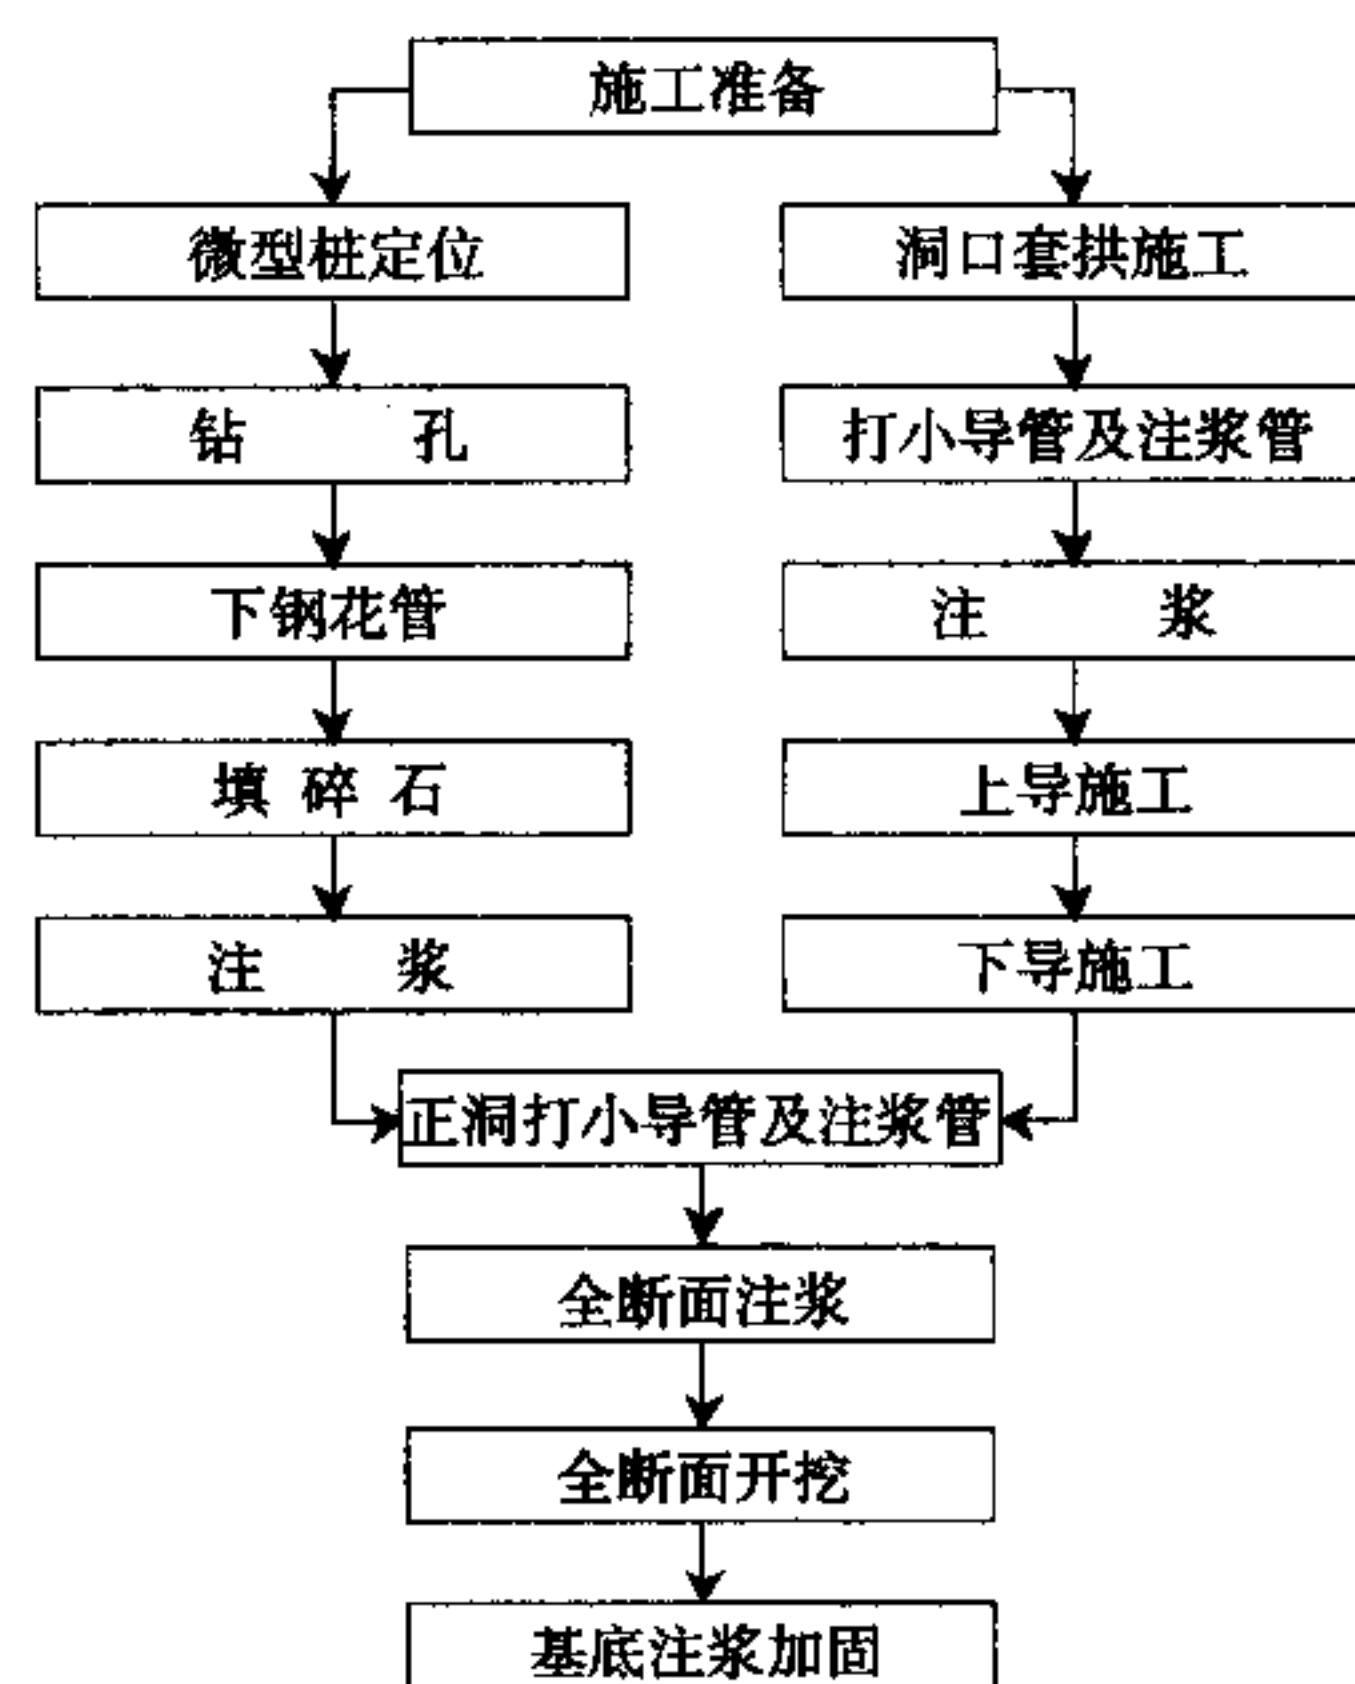 施工准备
微型桩定位
洞口套拱施工
钻 孔
打小导管及注浆管
下钢花管
注 浆
填 碎 石
上导施工
注 浆
下导施工
正洞打小导管及注浆管
全断面注浆
全断面开挖
基底注浆加固